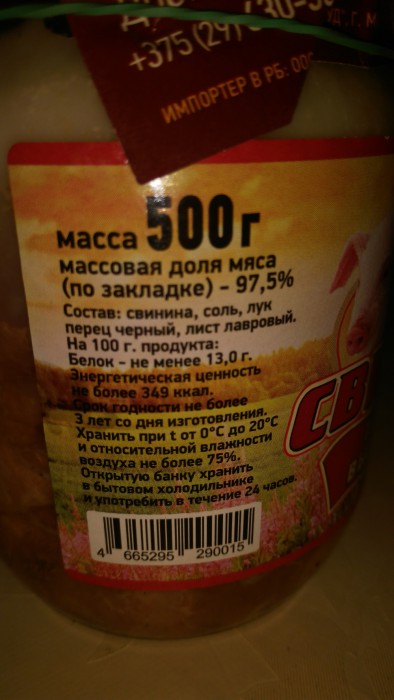 +375 (29)
ИМПОРТЕР В РБ: ООО
масса 500 г
массовая доля мяса
(по закладке) – 97,5%
Состав: свинина, соль, лук
перец черный, лист лавровый.
На 100 г. продукта:
Белок - не менее 13,0 г.
Энергетическая ценность
не более 349 ккал.
Срок годности не более
3 лет со дня изготовления.
Хранить при t от 0°С до 20°С
и относительной влажности
воздуха не более 75%.
Открытую банку хранить
в бытовом холодильнике
и употребить в течение 24 часов.
СВ
4 665295 290015